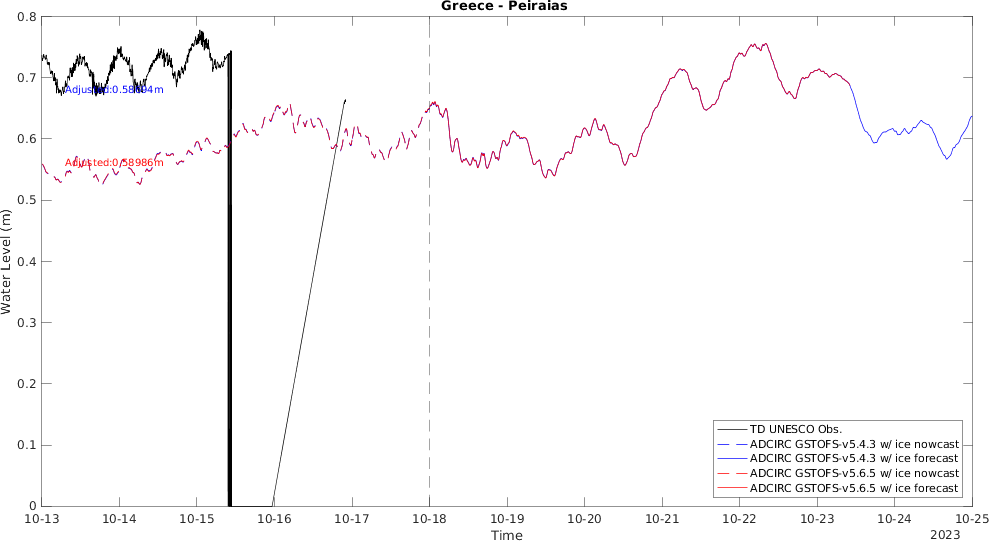 Greece - Peiraias
0.8
0.7
0.6
0.5
0.4
0.3
0.2
0.1
0
Water Level (m)
Adjusted:0.58694m
Adjusted:0.58986m
TD UNESCO Obs.
ADCIRC GSTOFS-v5.4.3 w/ ice nowcast
ADCIRC GSTOFS-v5.4.3 w/ ice forecast
ADCIRC GSTOFS-v5.6.5 w/ ice nowcast
ADCIRC GSTOFS-v5.6.5 w/ ice forecast
10-13 10-14 10-15 10-16 10-17 10-18 10-19 10-20 10-21 10-22 10-23 10-24 10-25
Time
2023